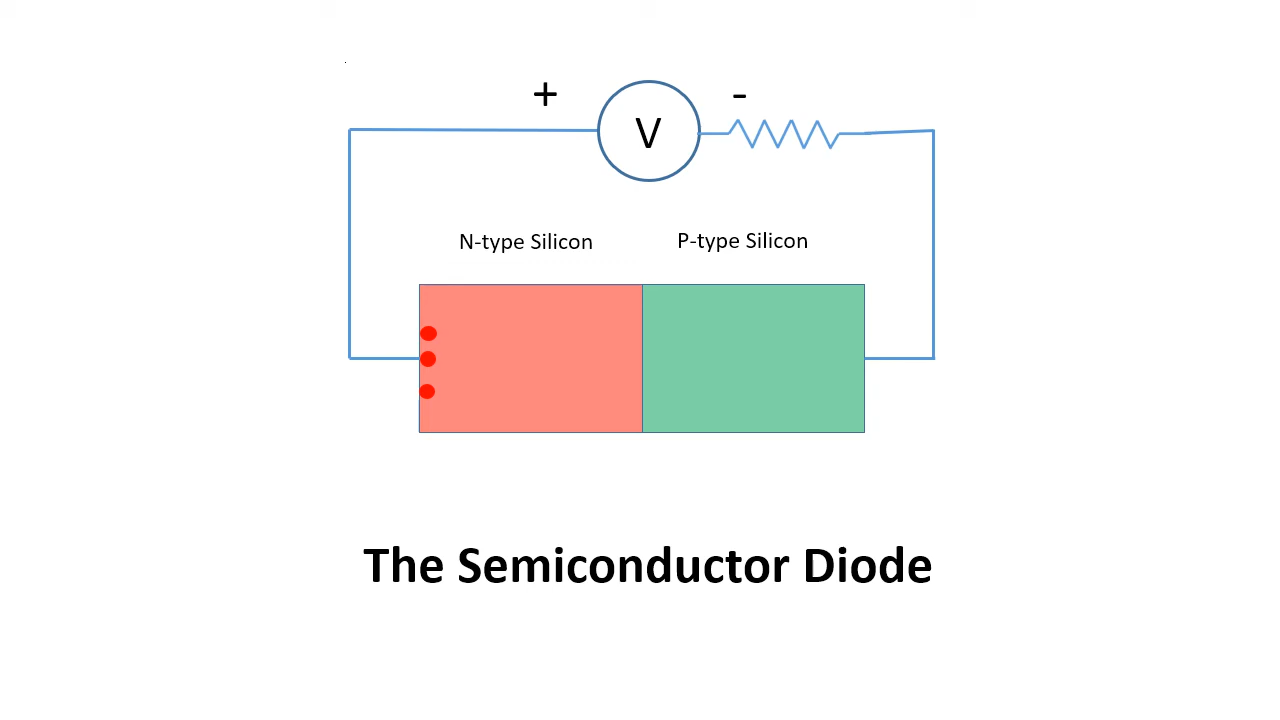 + -
V
N-type Silicon P-type Silicon
The Semiconductor Diode